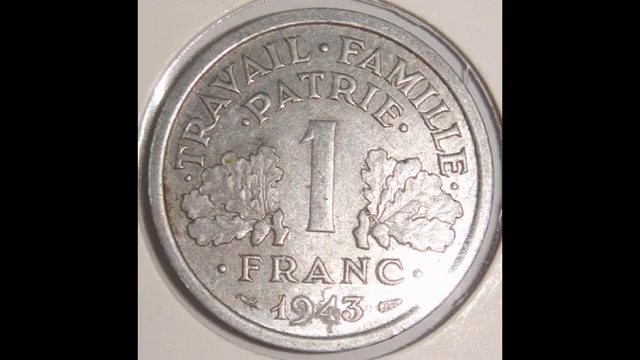 · TRAVAIL · FAMILLE ·
· PATRIE ·
1
· FRANC ·
1943